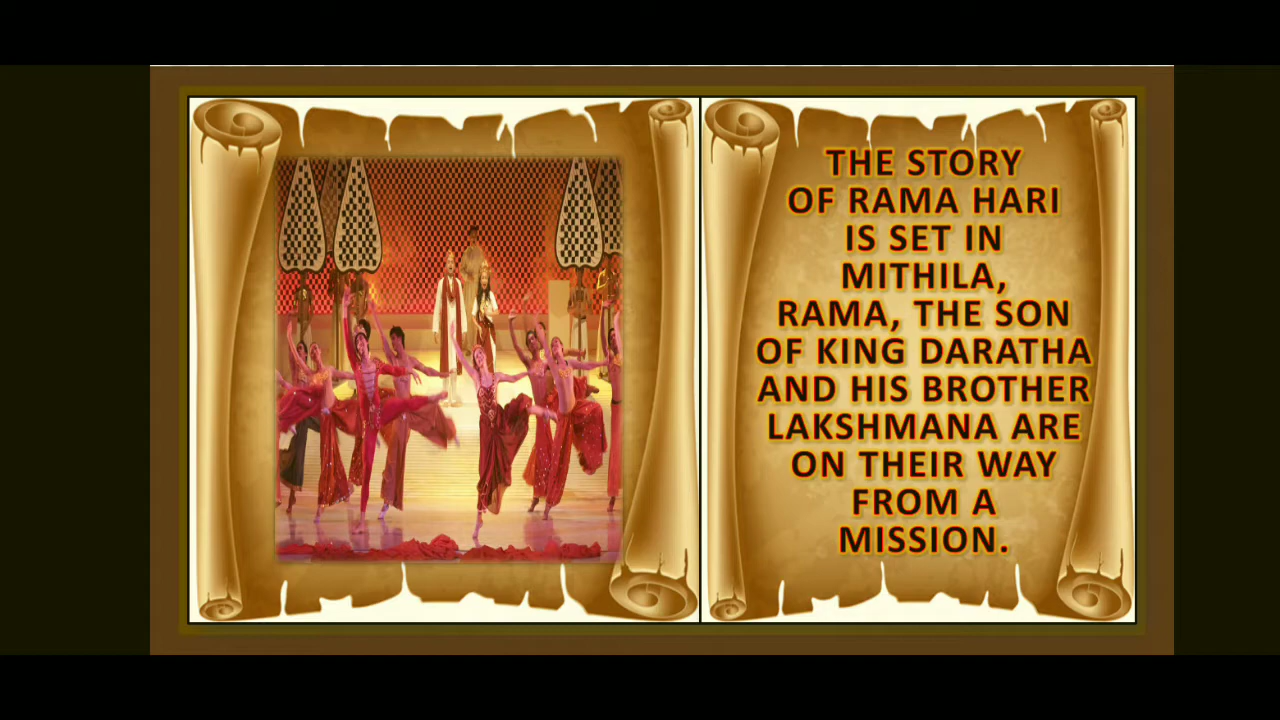 THE STORY
OF RAMA HARI
IS SET IN
MITHILA,
RAMA, THE SON
OF KING DARATHA
AND HIS BROTHER
LAKSHMANA ARE
ON THEIR WAY
FROM A
MISSION.